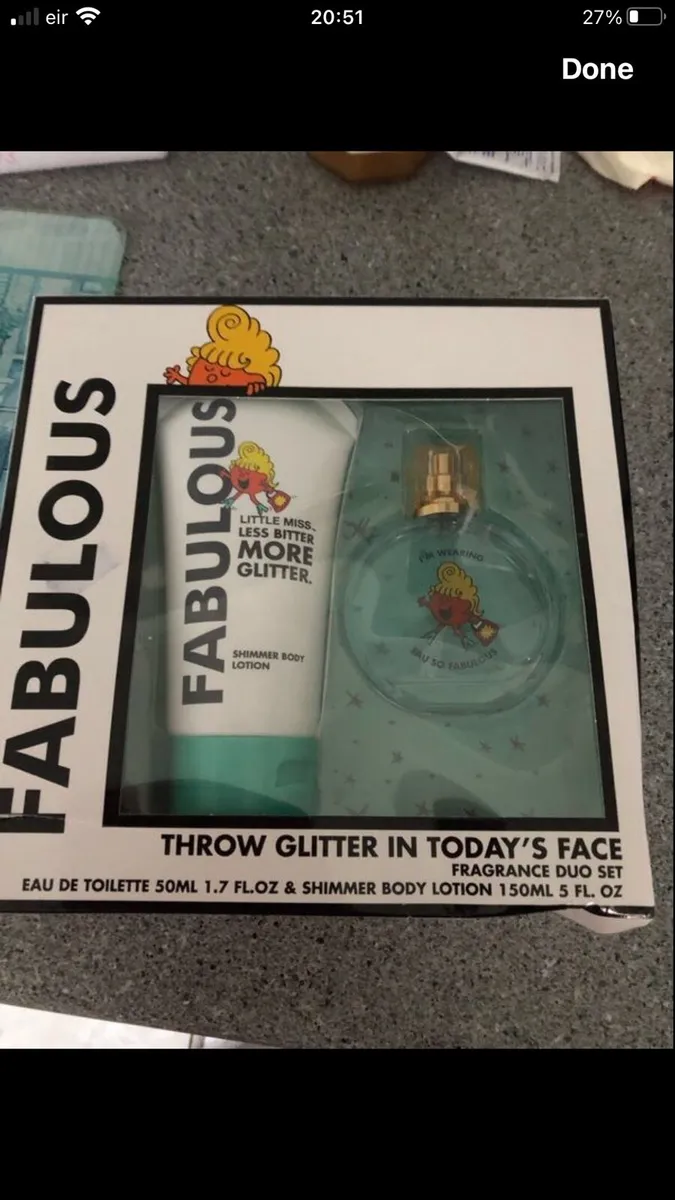 eir
20:51
27%
Done
FABULOUS
FABULOUS
LITTLE MISS.
LESS BITTER
MORE
GLITTER.
SHIMMER BODY
LOTION
I'M WEARING
EAU SO FABULOUS
THROW GLITTER IN TODAY'S FACE
FRAGRANCE DUO SET
EAU DE TOILETTE 50ML 1.7 FL.OZ & SHIMMER BODY LOTION 150ML 5 FL. OZ